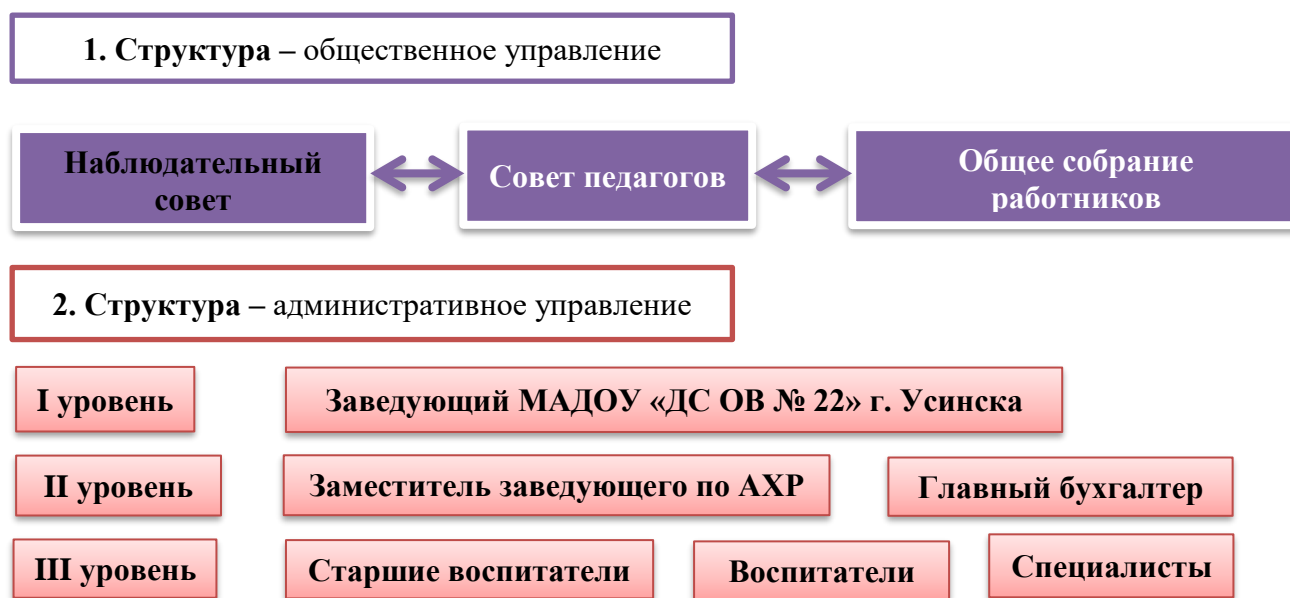 1. Структура – общественное управление
Наблюдательный
совет
Совет педагогов
Общее собрание
работников
2. Структура – административное управление
I уровень
Заведующий МАДОУ «ДС ОВ № 22» г. Усинска
II уровень
Заместитель заведующего по АХР
Главный бухгалтер
III уровень
Старшие воспитатели
Воспитатели
Специалисты